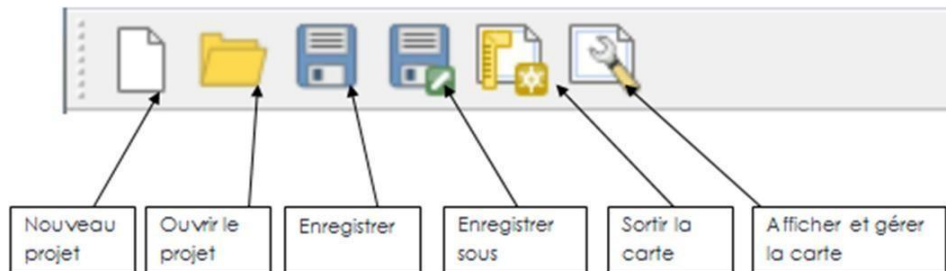 Nouveau
projet
Ouvrir le
projet
Enregistrer
Enregistrer
sous
Sortir la
carte
Afficher et gérer
la carte